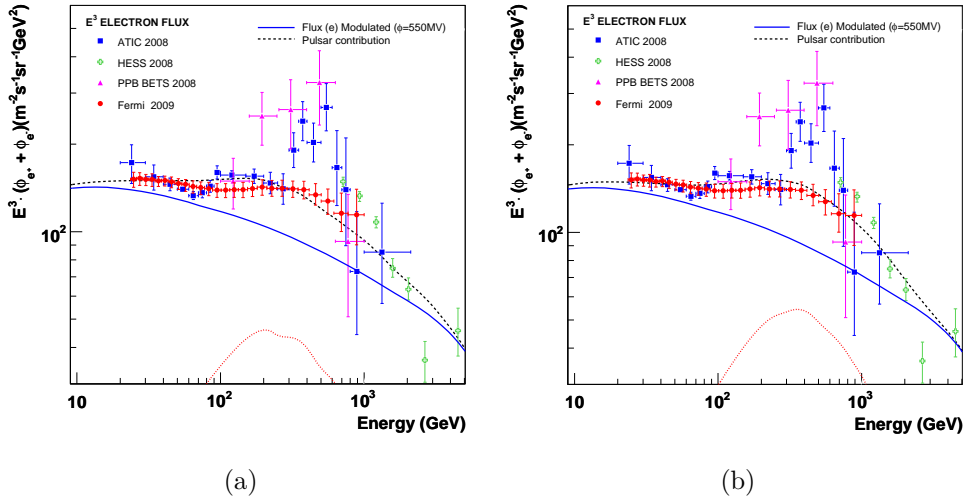 E³ ELECTRON FLUX
ATIC 2008
HESS 2008
PPB BETS 2008
Fermi 2009
Flux (e) Modulated (ϕ=550MV)
Pulsar contribution
E³· (ϕe+ + ϕe-)(m⁻²s⁻¹sr⁻¹GeV²)
10²
10
10²
10³
Energy (GeV)
(a)
E³ ELECTRON FLUX
ATIC 2008
HESS 2008
PPB BETS 2008
Fermi 2009
Flux (e) Modulated (ϕ=550MV)
Pulsar contribution
E³· (ϕe+ + ϕe-)(m⁻²s⁻¹sr⁻¹GeV²)
10²
10
10²
10³
Energy (GeV)
(b)